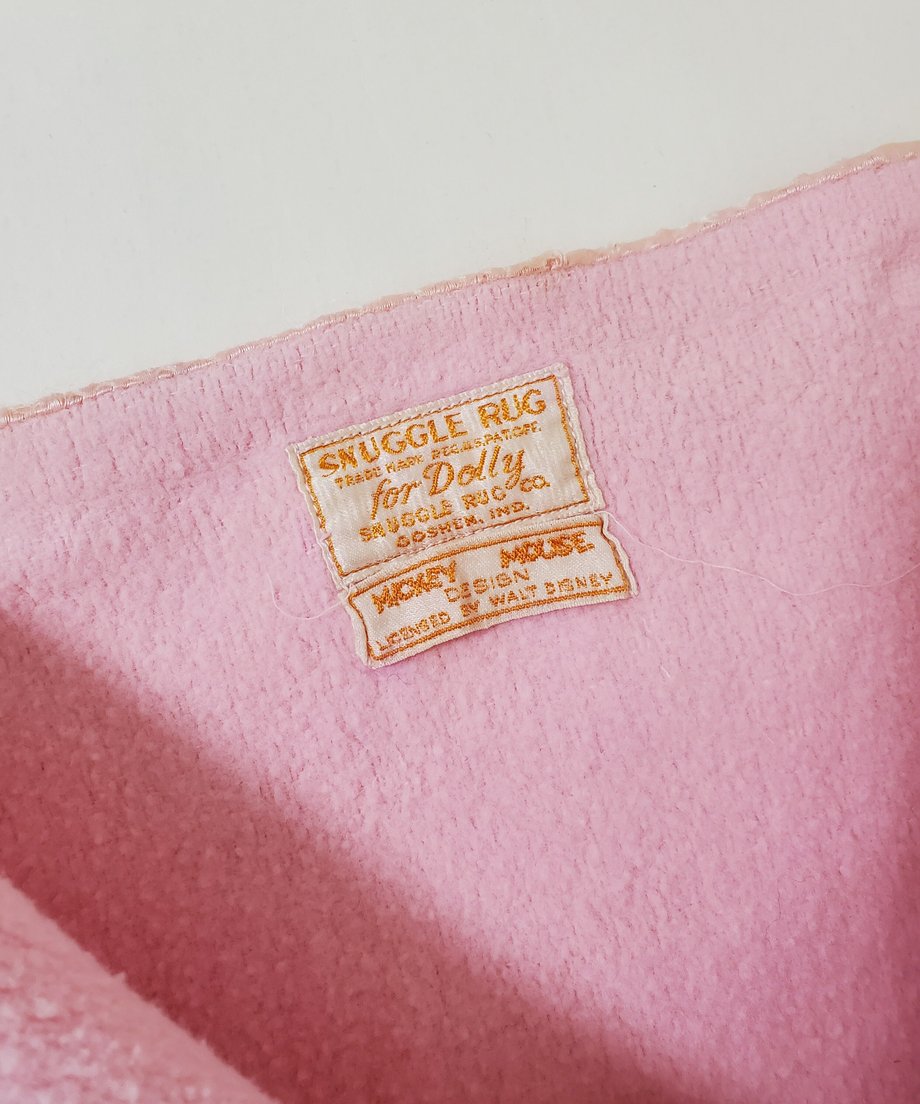 SNUGGLE RUG
TRADE MARK REG.U.S.PAT.OFF.
for Dolly
SNUGGLE RUG CO.
GOSHEN, IND.
MICKEY MOUSE
DESIGN
LICENSED BY WALT DISNEY